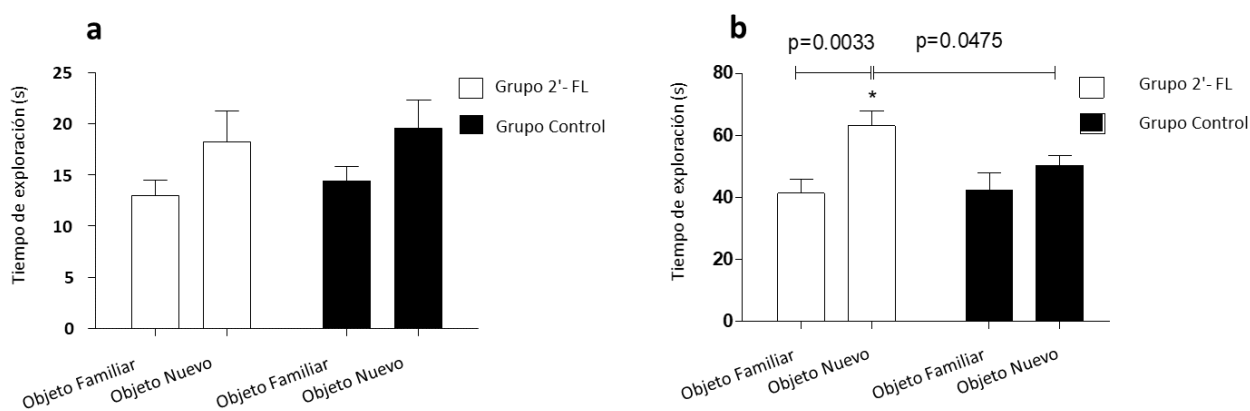 a
Tiempo de exploración (s)
25
20
15
10
5
0
Grupo 2'- FL
Grupo Control
Objeto Familiar
Objeto Nuevo
Objeto Familiar
Objeto Nuevo
b
p=0.0033
p=0.0475
Tiempo de exploración (s)
80
60
40
20
0
*
Grupo 2'- FL
Grupo Control
Objeto Familiar
Objeto Nuevo
Objeto Familiar
Objeto Nuevo